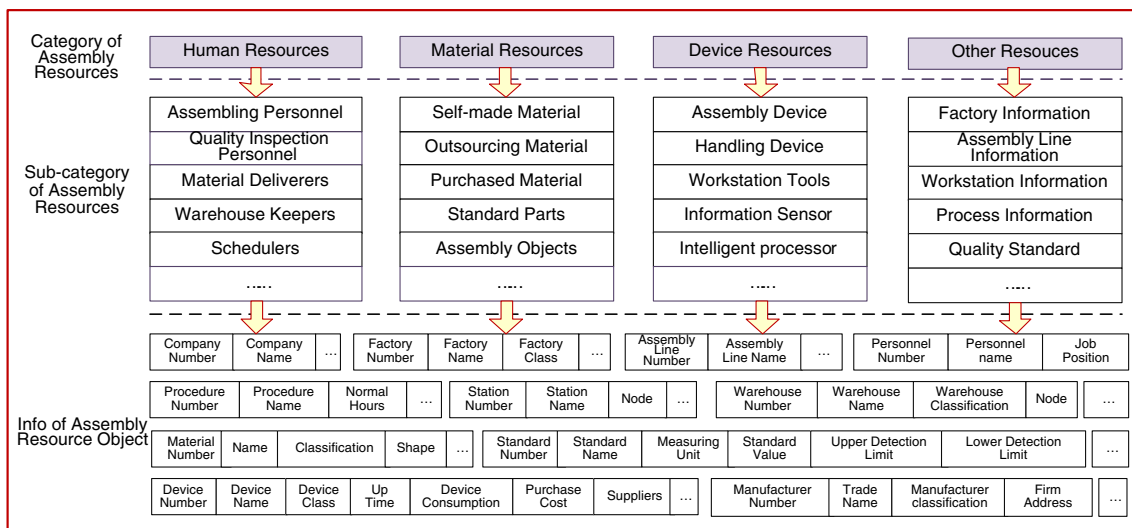 Category of
Assembly
Resources
Human Resources
Material Resources
Device Resources
Other Resouces
Sub-category
of Assembly
Resources
Assembling Personnel
Quality Inspection
Personnel
Material Deliverers
Warehouse Keepers
Schedulers
......
Self-made Material
Outsourcing Material
Purchased Material
Standard Parts
Assembly Objects
......
Assembly Device
Handling Device
Workstation Tools
Information Sensor
Intelligent processor
......
Factory Information
Assembly Line
Information
Workstation Information
Process Information
Quality Standard
......
Info of Assembly
Resource Object
Company
Number
Company
Name
...
Factory
Number
Factory
Name
Factory
Class
...
Assembly
Line
Number
Assembly
Line Name
...
Personnel
Number
Personnel
name
Job
Position
Procedure
Number
Procedure
Name
Normal
Hours
...
Station
Number
Station
Name
Node
...
Warehouse
Number
Warehouse
Name
Warehouse
Classification
Node
...
Material
Number
Name
Classification
Shape
...
Standard
Number
Standard
Name
Measuring
Unit
Standard
Value
Upper Detection
Limit
Lower Detection
Limit
...
Device
Number
Device
Name
Device
Class
Up
Time
Device
Consumption
Purchase
Cost
Suppliers
...
Manufacturer
Number
Trade
Name
Manufacturer
classification
Firm
Address
...